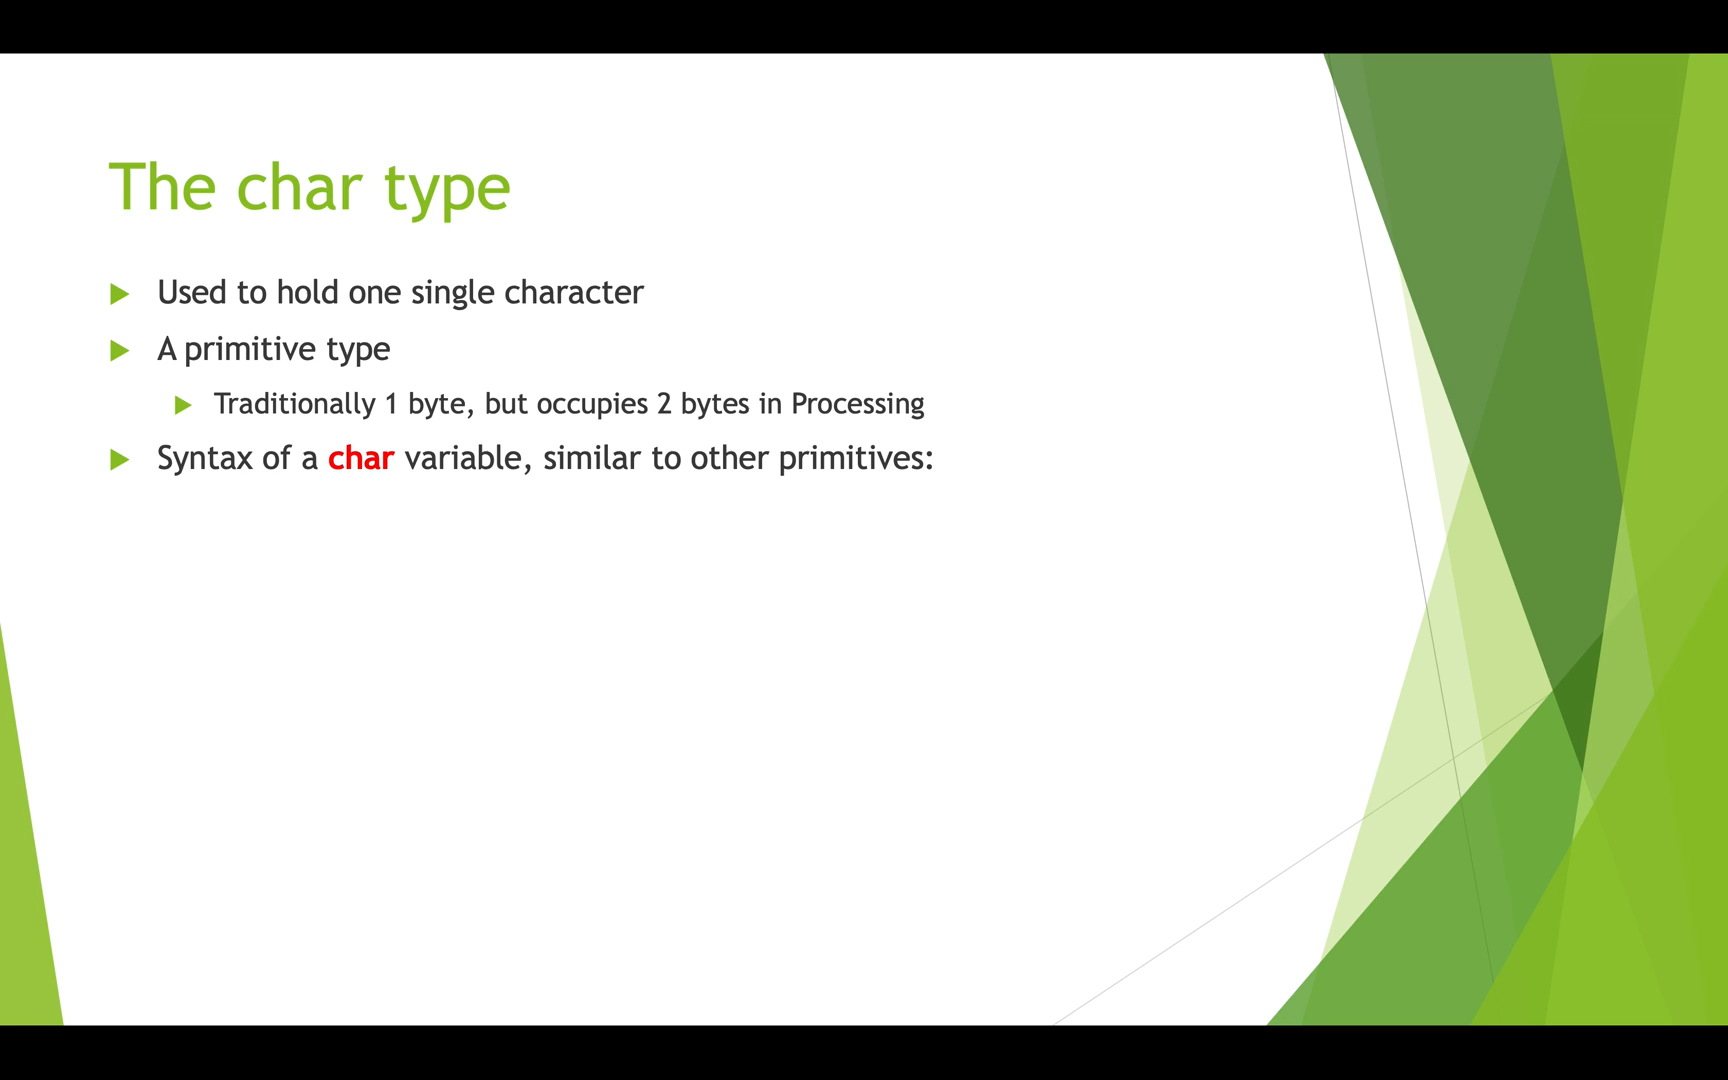 The char type
Used to hold one single character
A primitive type
Traditionally 1 byte, but occupies 2 bytes in Processing
Syntax of a char variable, similar to other primitives: